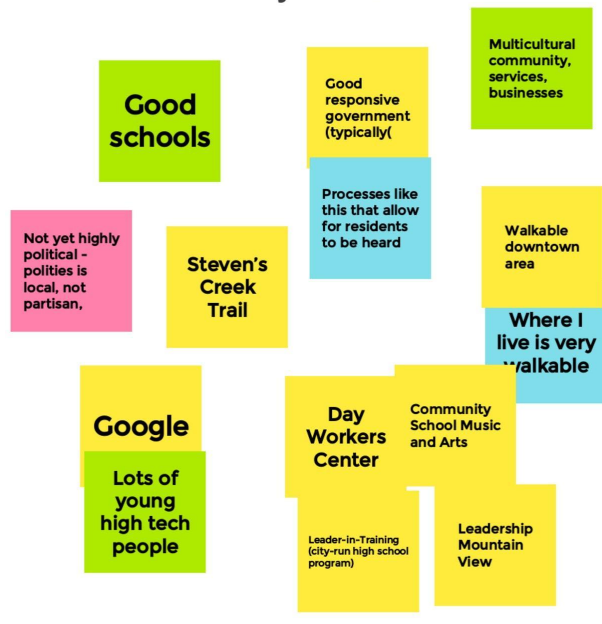 Good
schools
Good
responsive
government
(typically(
Multicultural
community,
services,
businesses
Processes like
this that allow
for residents
to be heard
Not yet highly
political -
polities is
local, not
partisan,
Steven's
Creek
Trail
Walkable
downtown
area
Where I
live is very
walkable
Google
Lots of
young
high tech
people
Day
Workers
Center
Community
School Music
and Arts
Leader-in-Training
(city-run high school
program)
Leadership
Mountain
View